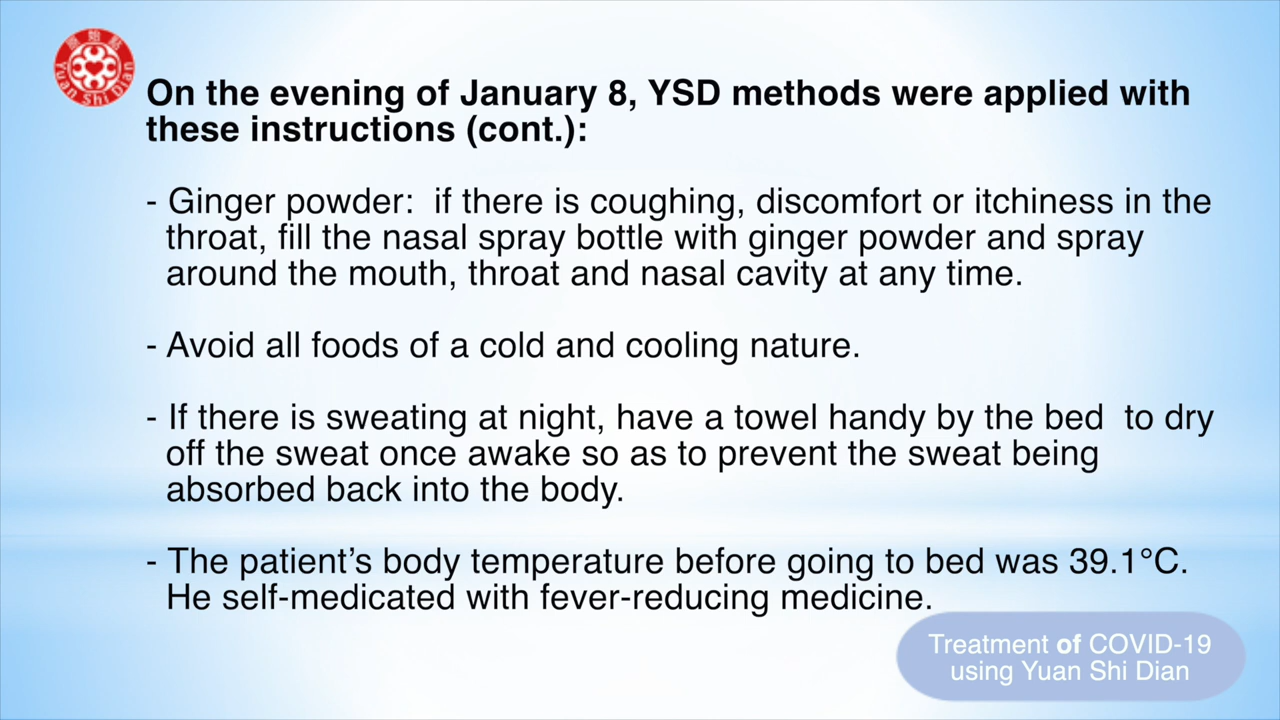 原始點
Yuan Shi Dian
On the evening of January 8, YSD methods were applied with
these instructions (cont.):
- Ginger powder:  if there is coughing, discomfort or itchiness in the
throat, fill the nasal spray bottle with ginger powder and spray
around the mouth, throat and nasal cavity at any time.
- Avoid all foods of a cold and cooling nature.
- If there is sweating at night, have a towel handy by the bed  to dry
off the sweat once awake so as to prevent the sweat being
absorbed back into the body.
- The patient’s body temperature before going to bed was 39.1°C.
He self-medicated with fever-reducing medicine.
Treatment of COVID-19
using Yuan Shi Dian